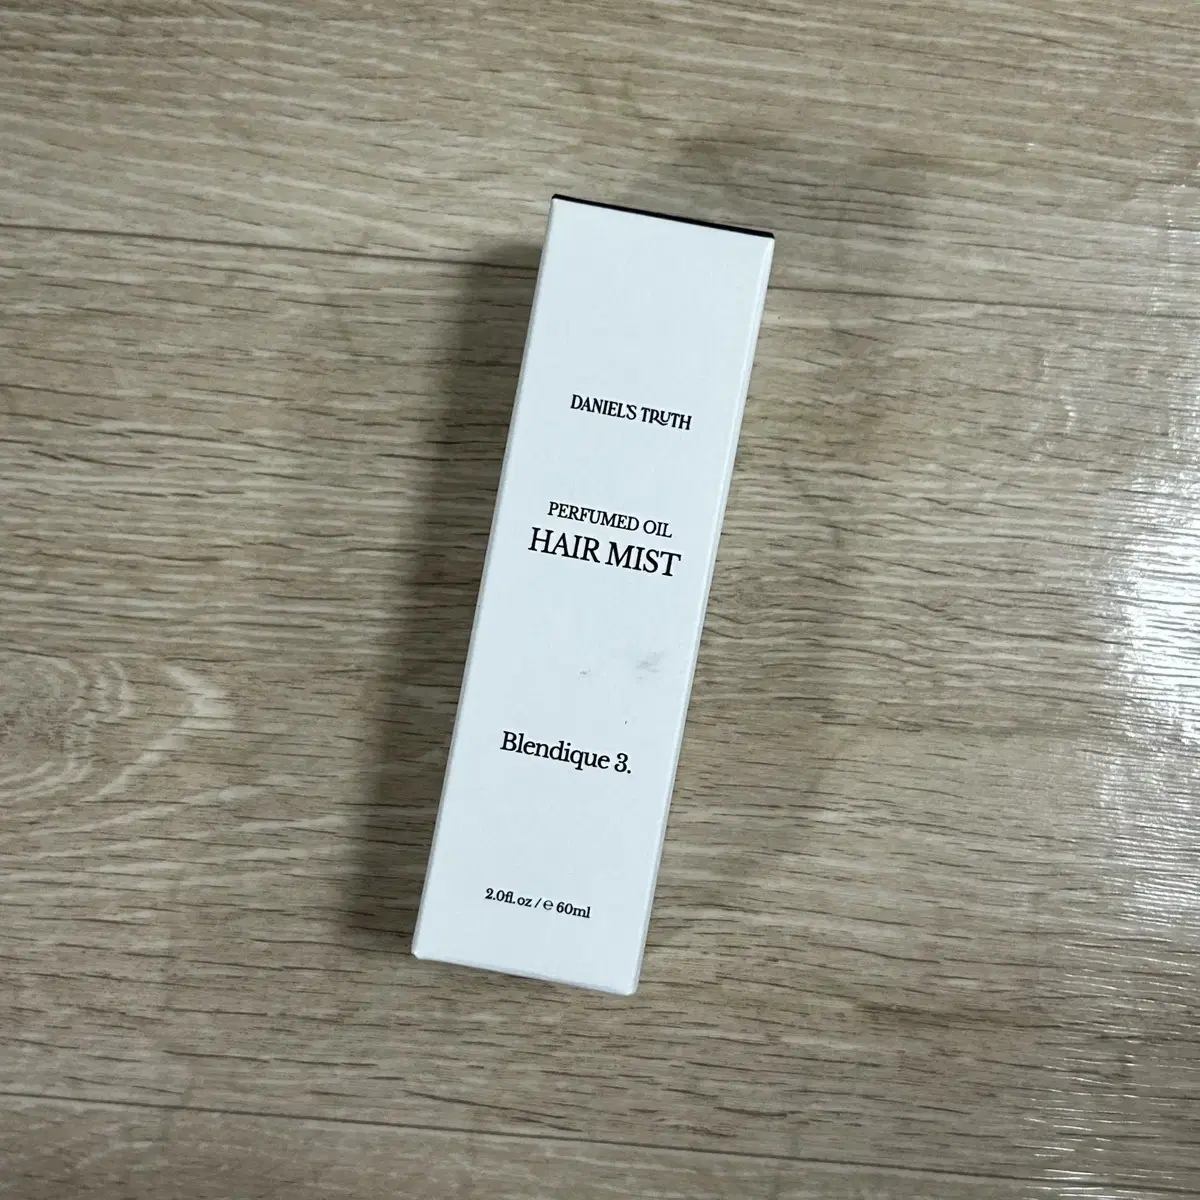 DANIEL'S TRUTH
PERFUMED OIL
HAIR MIST
Blendique 3.
2.0fl.oz / ℮ 60ml